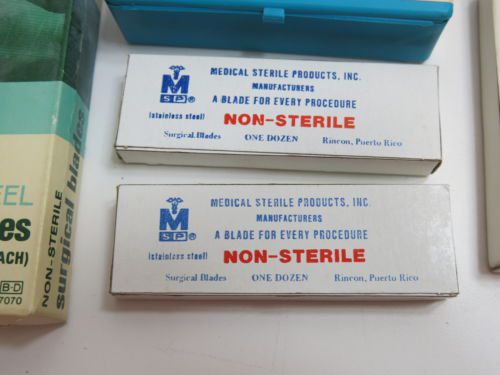 M
SP®
MEDICAL STERILE PRODUCTS, INC.
MANUFACTURERS
A BLADE FOR EVERY PROCEDURE
(stainless steel)
NON-STERILE
Surgical Blades
ONE DOZEN
Rincon, Puerto Rico
M
SP®
MEDICAL STERILE PRODUCTS, INC.
MANUFACTURERS
A BLADE FOR EVERY PROCEDURE
(stainless steel)
NON-STERILE
Surgical Blades
ONE DOZEN
Rincon, Puerto Rico
EEL
es
ACH)
B-D
7070
NON-STERILE
surgical blades